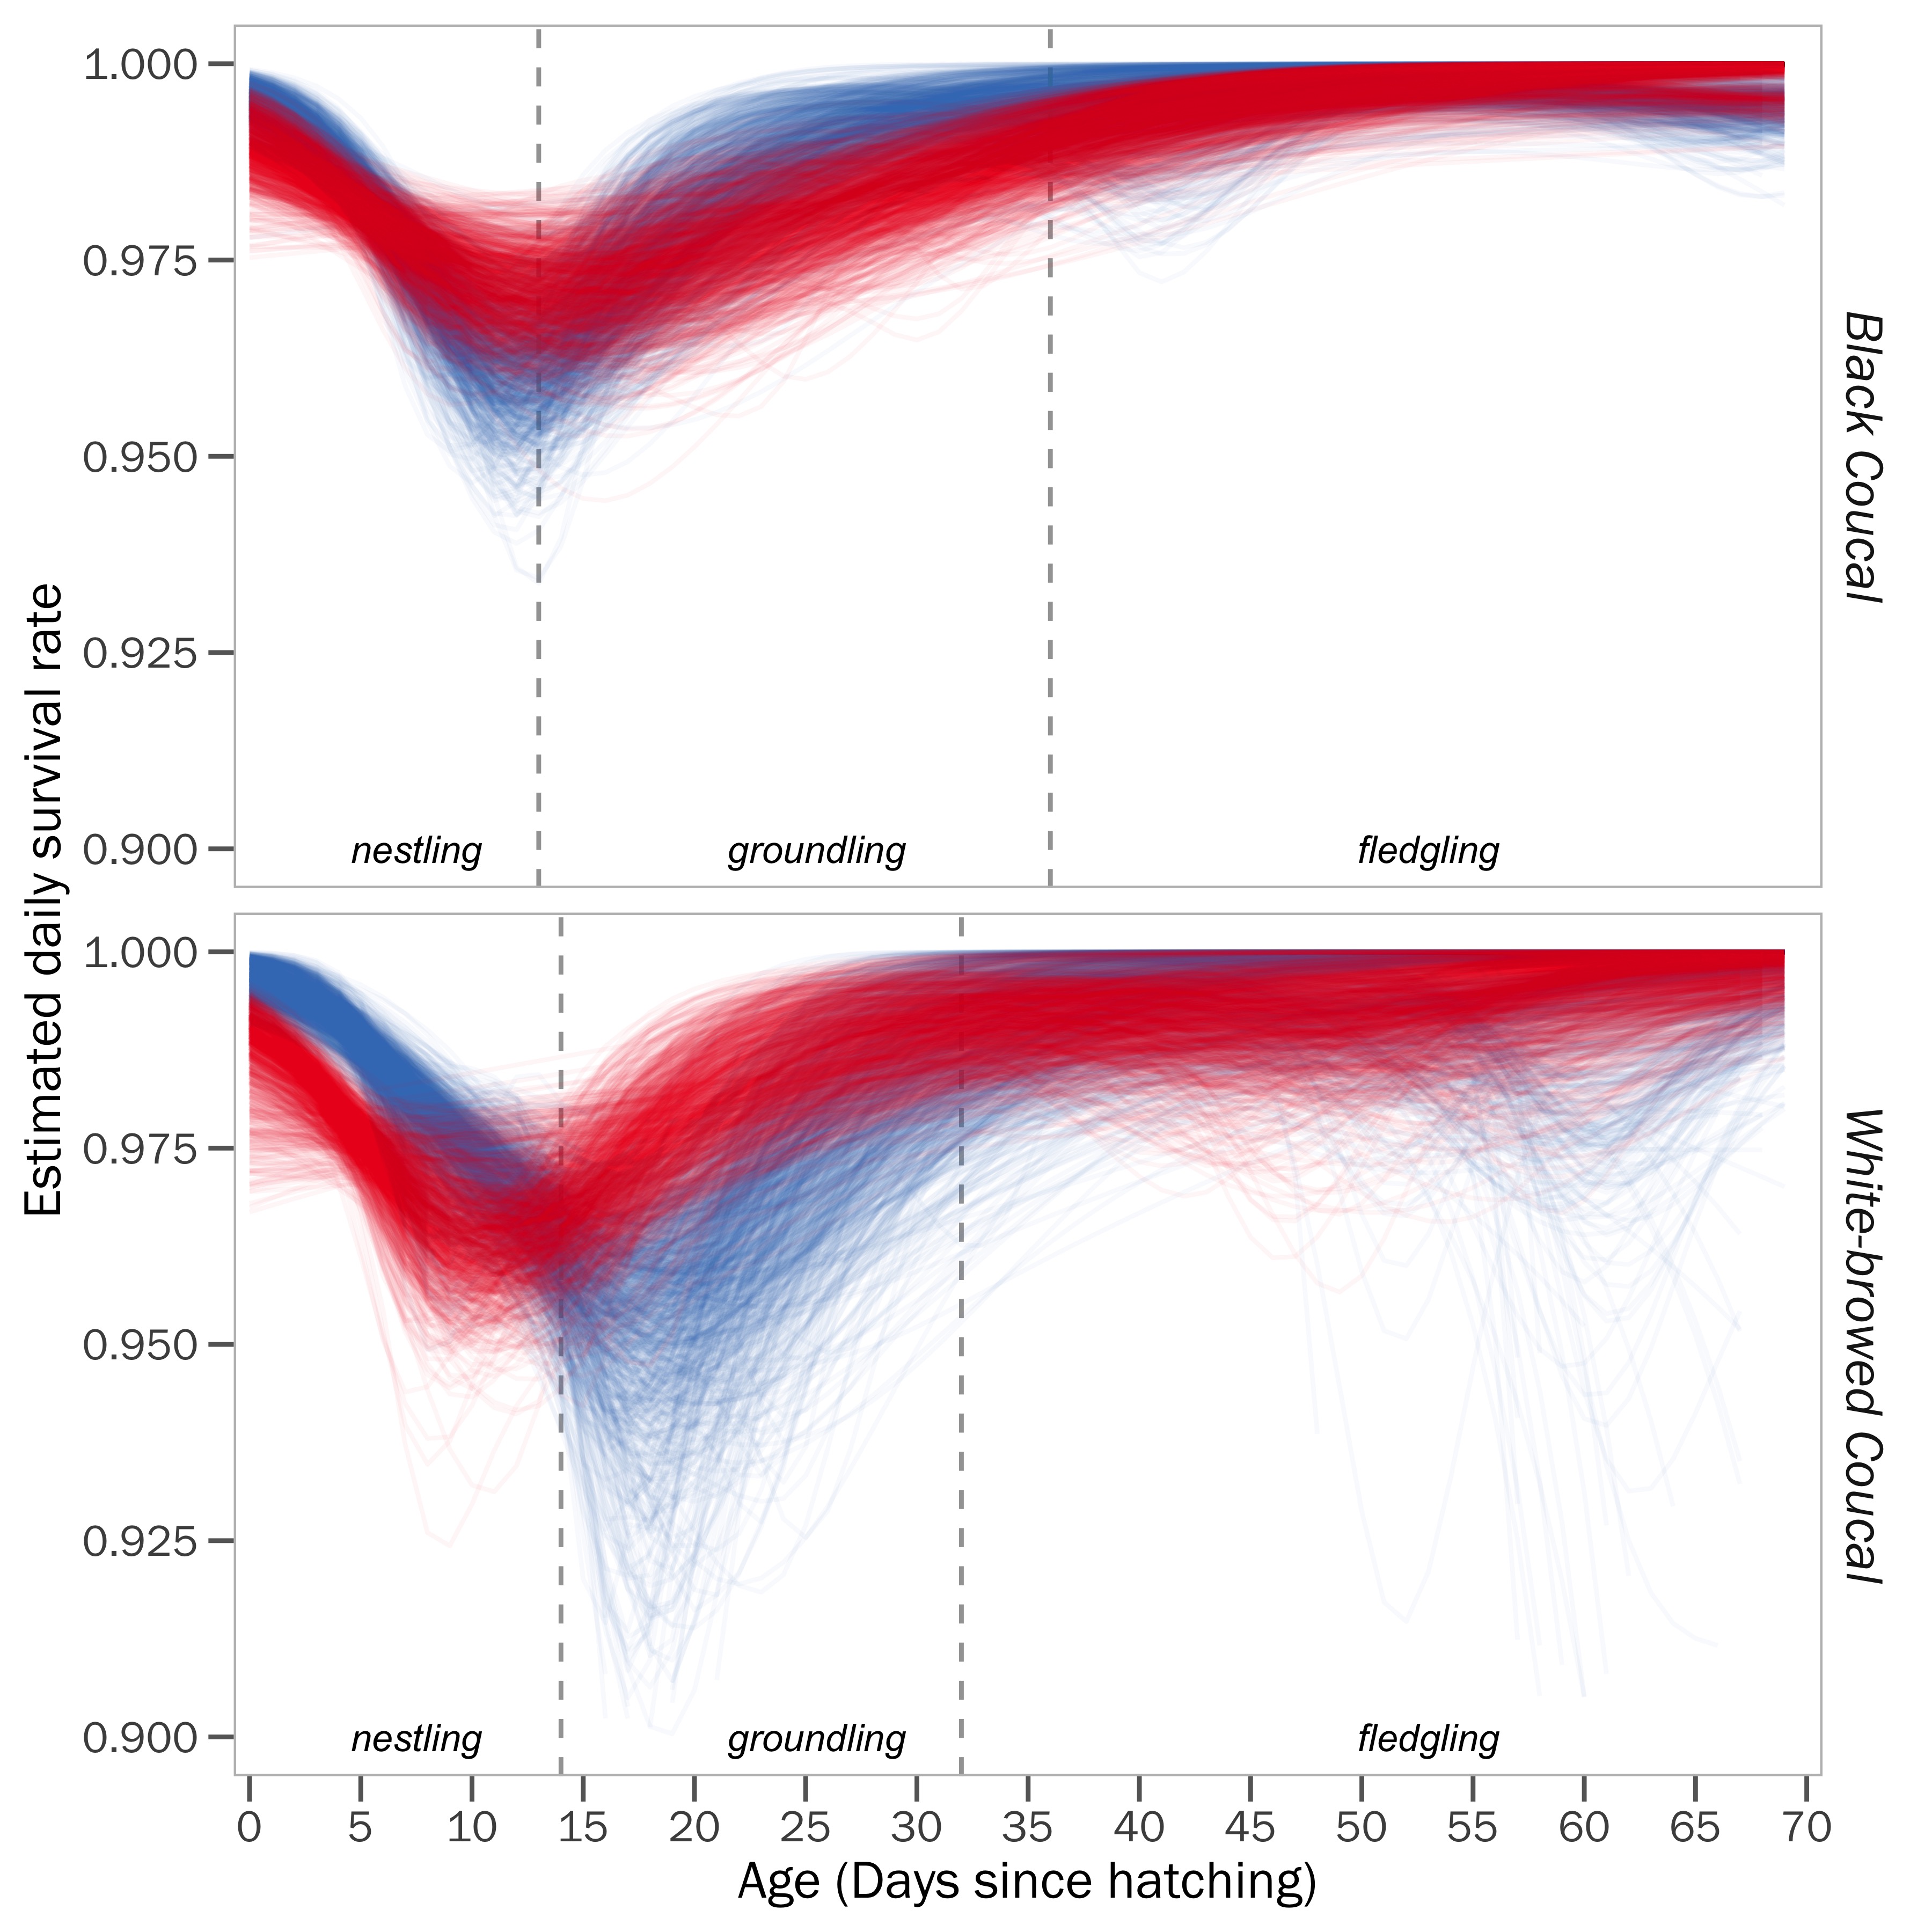 Estimated daily survival rate
1.000
0.975
0.950
0.925
0.900
nestling groundling fledgling
Black Coucal
1.000
0.975
0.950
0.925
0.900
nestling groundling fledgling
White-browed Coucal
0 5 10 15 20 25 30 35 40 45 50 55 60 65 70
Age (Days since hatching)